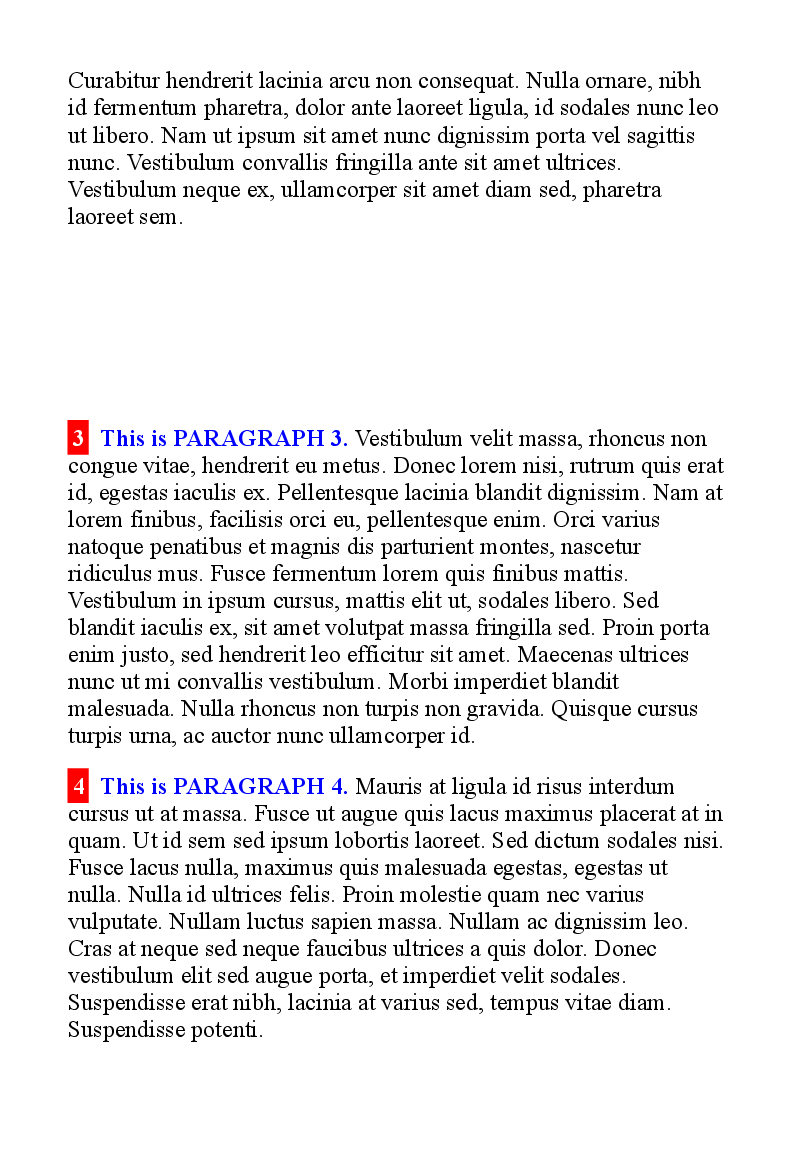 Curabitur hendrerit lacinia arcu non consequat. Nulla ornare, nibh
id fermentum pharetra, dolor ante laoreet ligula, id sodales nunc leo
ut libero. Nam ut ipsum sit amet nunc dignissim porta vel sagittis
nunc. Vestibulum convallis fringilla ante sit amet ultrices.
Vestibulum neque ex, ullamcorper sit amet diam sed, pharetra
laoreet sem.
3 This is PARAGRAPH 3. Vestibulum velit massa, rhoncus non
congue vitae, hendrerit eu metus. Donec lorem nisi, rutrum quis erat
id, egestas iaculis ex. Pellentesque lacinia blandit dignissim. Nam at
lorem finibus, facilisis orci eu, pellentesque enim. Orci varius
natoque penatibus et magnis dis parturient montes, nascetur
ridiculus mus. Fusce fermentum lorem quis finibus mattis.
Vestibulum in ipsum cursus, mattis elit ut, sodales libero. Sed
blandit iaculis ex, sit amet volutpat massa fringilla sed. Proin porta
enim justo, sed hendrerit leo efficitur sit amet. Maecenas ultrices
nunc ut mi convallis vestibulum. Morbi imperdiet blandit
malesuada. Nulla rhoncus non turpis non gravida. Quisque cursus
turpis urna, ac auctor nunc ullamcorper id.
4 This is PARAGRAPH 4. Mauris at ligula id risus interdum
cursus ut at massa. Fusce ut augue quis lacus maximus placerat at in
quam. Ut id sem sed ipsum lobortis laoreet. Sed dictum sodales nisi.
Fusce lacus nulla, maximus quis malesuada egestas, egestas ut
nulla. Nulla id ultrices felis. Proin molestie quam nec varius
vulputate. Nullam luctus sapien massa. Nullam ac dignissim leo.
Cras at neque sed neque faucibus ultrices a quis dolor. Donec
vestibulum elit sed augue porta, et imperdiet velit sodales.
Suspendisse erat nibh, lacinia at varius sed, tempus vitae diam.
Suspendisse potenti.